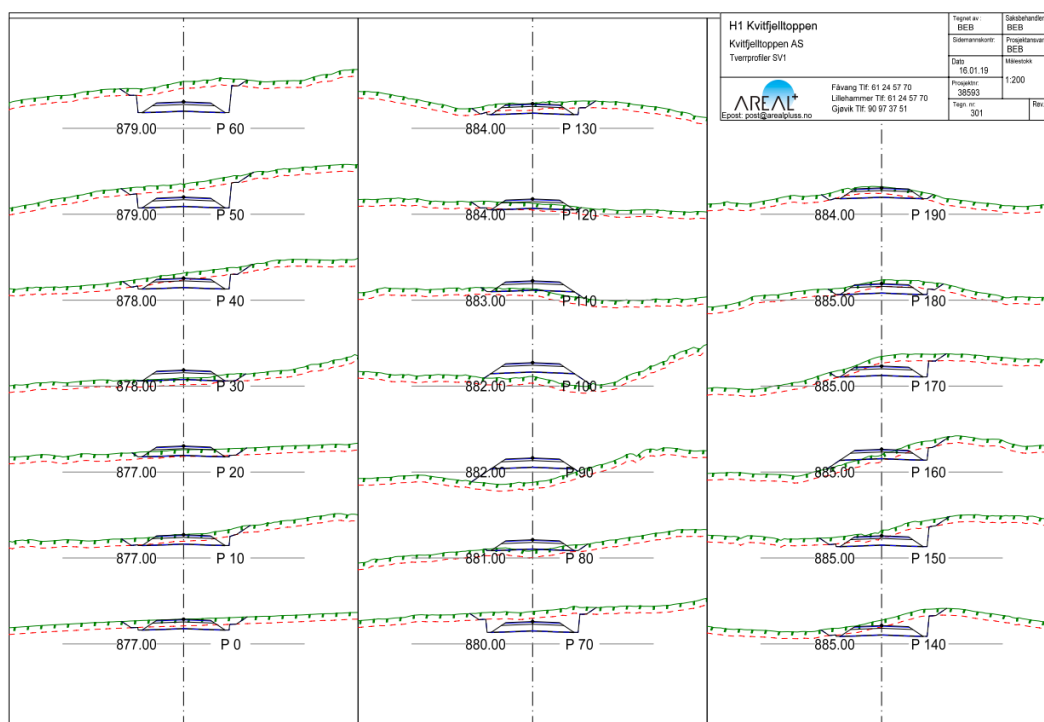 H1 Kvitfjelltoppen
Kvitfjelltoppen AS
Tverrprofiler SV1
AREAL+
Epost: post@arealpluss.no
Fåvang Tlf: 61 24 57 70
Lillehammer Tlf: 61 24 57 70
Gjøvik Tlf: 90 97 37 51
Tegnet av :
BEB
Saksbehandler
BEB
Sidemannskontr:
Prosjektansvar
BEB
Dato
16.01.19
Målestokk
1:200
Prosjektnr:
38593
Tegn. nr:
301
Rev.
879.00 P 60
879.00 P 50
878.00 P 40
878.00 P 30
877.00 P 20
877.00 P 10
877.00 P 0
884.00 P 130
884.00 P 120
883.00 P 110
882.00 P 100
882.00 P 90
881.00 P 80
880.00 P 70
884.00 P 190
885.00 P 180
885.00 P 170
885.00 P 160
885.00 P 150
885.00 P 140